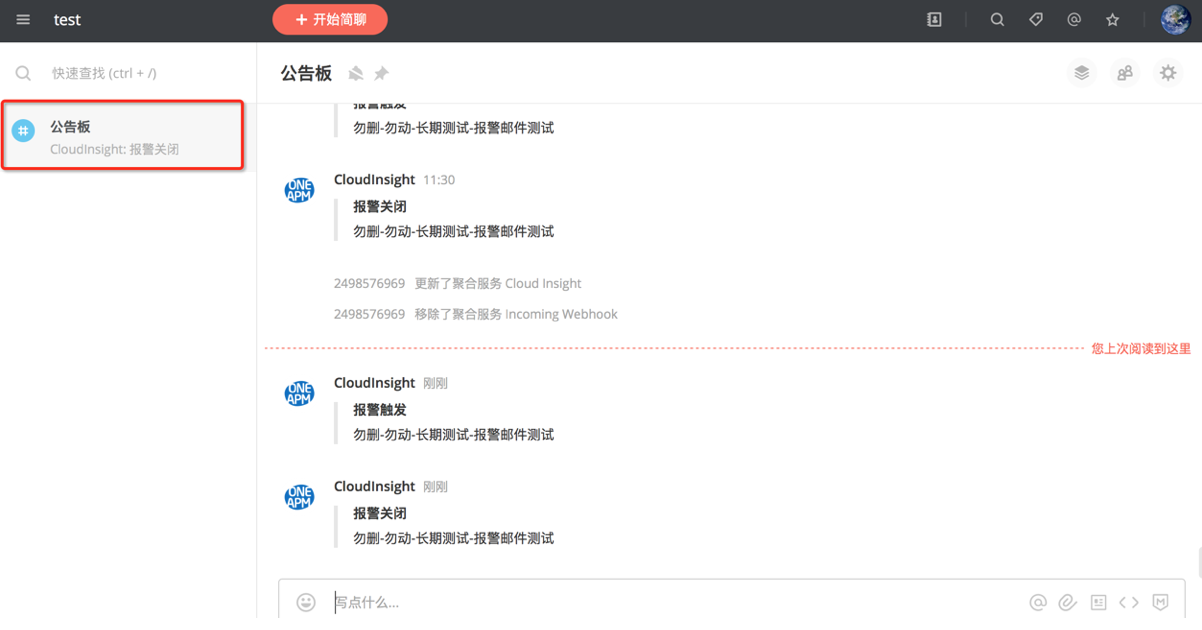 test
+ 开始简聊
快速查找 (ctrl + /)
公告板
CloudInsight: 报警关闭
公告板
报警触发
勿删-勿动-长期测试-报警邮件测试
ONE APM
CloudInsight 11:30
报警关闭
勿删-勿动-长期测试-报警邮件测试
2498576969 更新了聚合服务 Cloud Insight
2498576969 移除了聚合服务 Incoming Webhook
您上次阅读到这里
ONE APM
CloudInsight 刚刚
报警触发
勿删-勿动-长期测试-报警邮件测试
ONE APM
CloudInsight 刚刚
报警关闭
勿删-勿动-长期测试-报警邮件测试
写点什么...